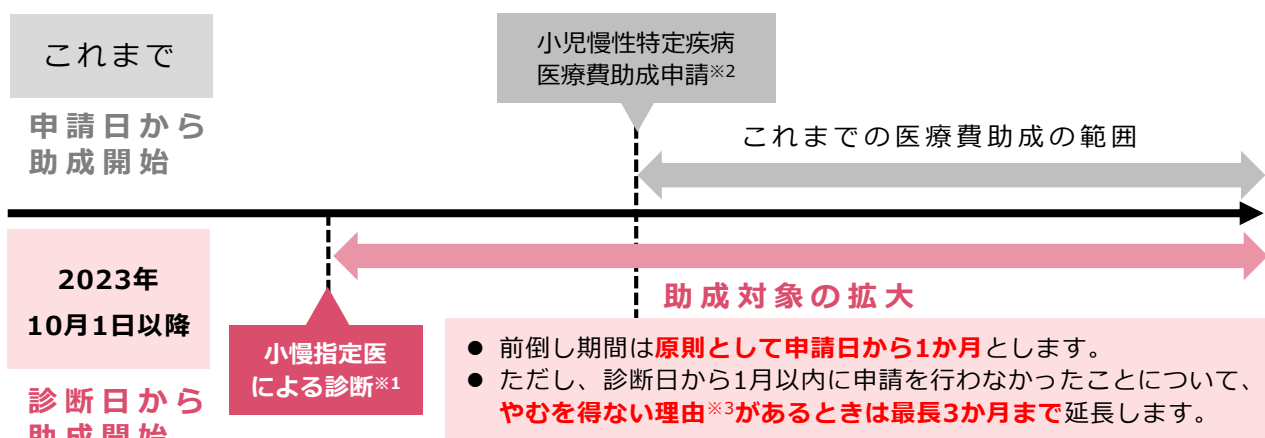 これまで
申請日から
助成開始
小児慢性特定疾病
医療費助成申請※2
これまでの医療費助成の範囲
2023年
10月1日以降
診断日から
助成開始
小慢指定医
による診断※1
助成対象の拡大
● 前倒し期間は原則として申請日から1か月とします。
● ただし、診断日から1月以内に申請を行わなかったことについて、
やむを得ない理由※3があるときは最長3か月まで延長します。